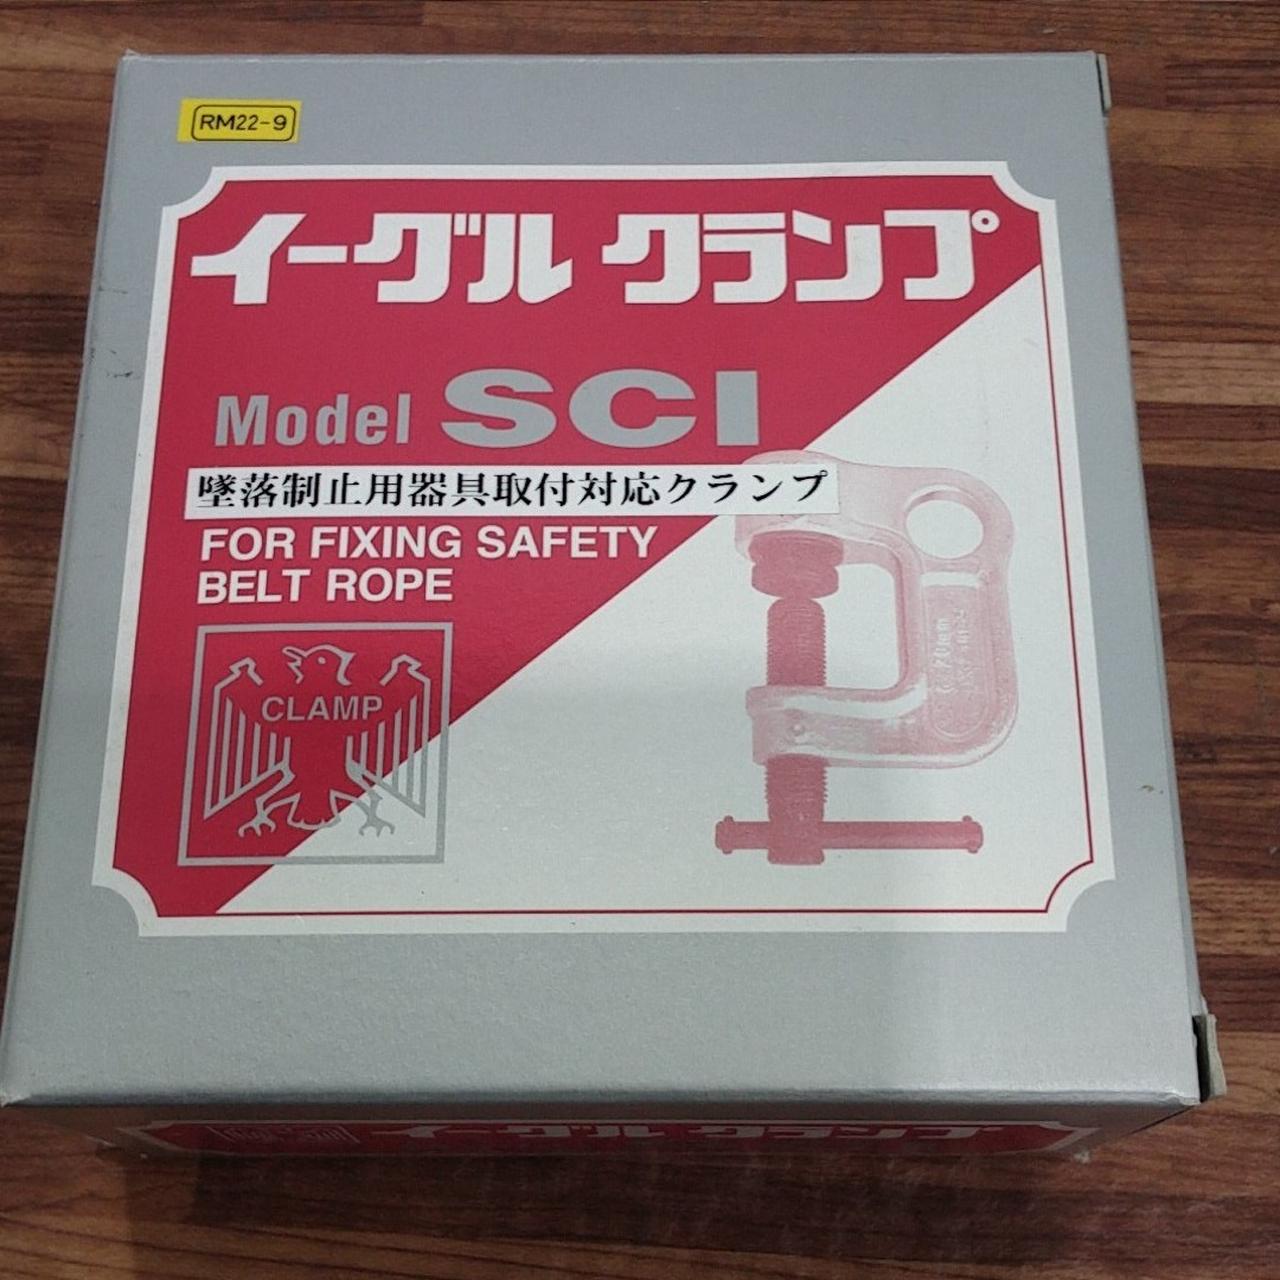 RM22-9
イーグル クランプ
Model SCI
墜落制止用器具取付対応クランプ
FOR FIXING SAFETY
BELT ROPE
CLAMP
イーグル クランプ